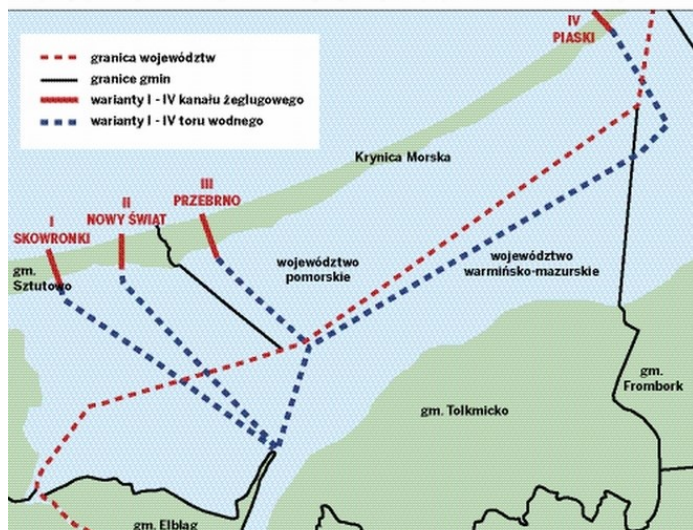 granica województw
granice gmin
warianty I - IV kanału żeglugowego
warianty I - IV toru wodnego
IV
PIASKI
Krynica Morska
III
PRZEBRNO
II
NOWY ŚWIAT
I
SKOWRONKI
gm.
Sztutowo
województwo
pomorskie
województwo
warmińsko-mazurskie
gm.
Frombork
gm. Tolkmicko
gm. Elbląg